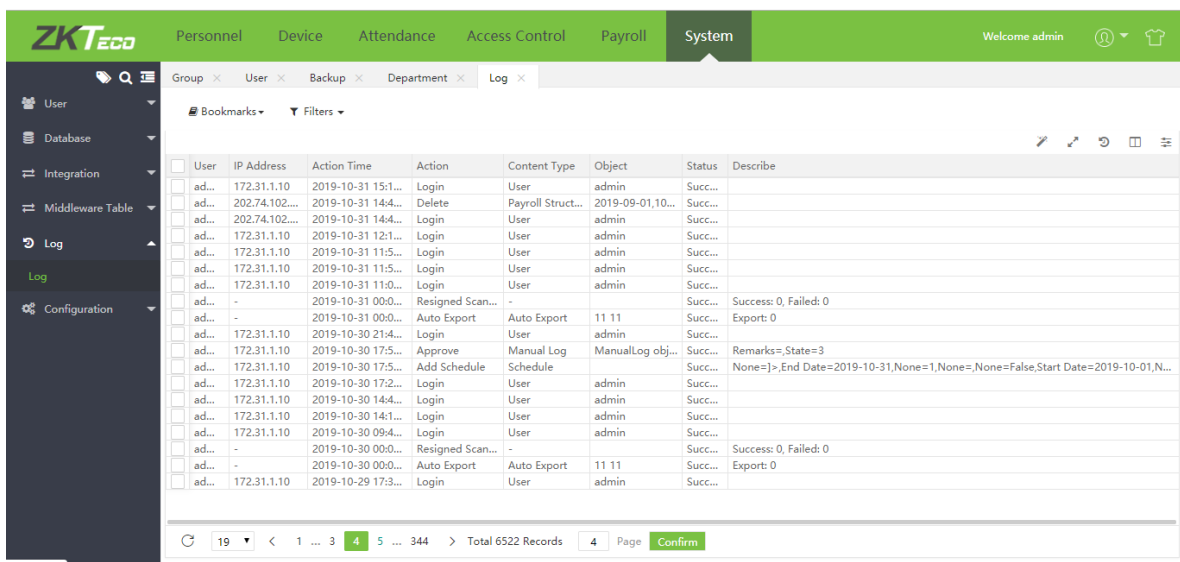 ZKTeco Personnel Device Attendance Access Control Payroll System Welcome admin
Group × User × Backup × Department × Log ×
User
Database
Integration
Middleware Table
Log
Log
Configuration
Bookmarks Filters
User IP Address Action Time Action Content Type Object Status Describe
ad... 172.31.1.10 2019-10-31 15:1... Login User admin Succ...
ad... 202.74.102.... 2019-10-31 14:4... Delete Payroll Struct... 2019-09-01,10... Succ...
ad... 202.74.102.... 2019-10-31 14:4... Login User admin Succ...
ad... 172.31.1.10 2019-10-31 12:1... Login User admin Succ...
ad... 172.31.1.10 2019-10-31 11:5... Login User admin Succ...
ad... 172.31.1.10 2019-10-31 11:5... Login User admin Succ...
ad... 172.31.1.10 2019-10-31 11:0... Login User admin Succ...
ad... - 2019-10-31 00:0... Resigned Scan... - Succ... Success: 0, Failed: 0
ad... - 2019-10-31 00:0... Auto Export Auto Export 11 11 Succ... Export: 0
ad... 172.31.1.10 2019-10-30 21:4... Login User admin Succ...
ad... 172.31.1.10 2019-10-30 17:5... Approve Manual Log ManualLog obj... Succ... Remarks=,State=3
ad... 172.31.1.10 2019-10-30 17:5... Add Schedule Schedule Succ... None=]>,End Date=2019-10-31,None=1,None=,None=False,Start Date=2019-10-01,N...
ad... 172.31.1.10 2019-10-30 17:2... Login User admin Succ...
ad... 172.31.1.10 2019-10-30 14:4... Login User admin Succ...
ad... 172.31.1.10 2019-10-30 14:1... Login User admin Succ...
ad... 172.31.1.10 2019-10-30 09:4... Login User admin Succ...
ad... - 2019-10-30 00:0... Resigned Scan... - Succ... Success: 0, Failed: 0
ad... - 2019-10-30 00:0... Auto Export Auto Export 11 11 Succ... Export: 0
ad... 172.31.1.10 2019-10-29 17:3... Login User admin Succ...
19 < 1 ... 3 4 5 ... 344 > Total 6522 Records 4 Page Confirm